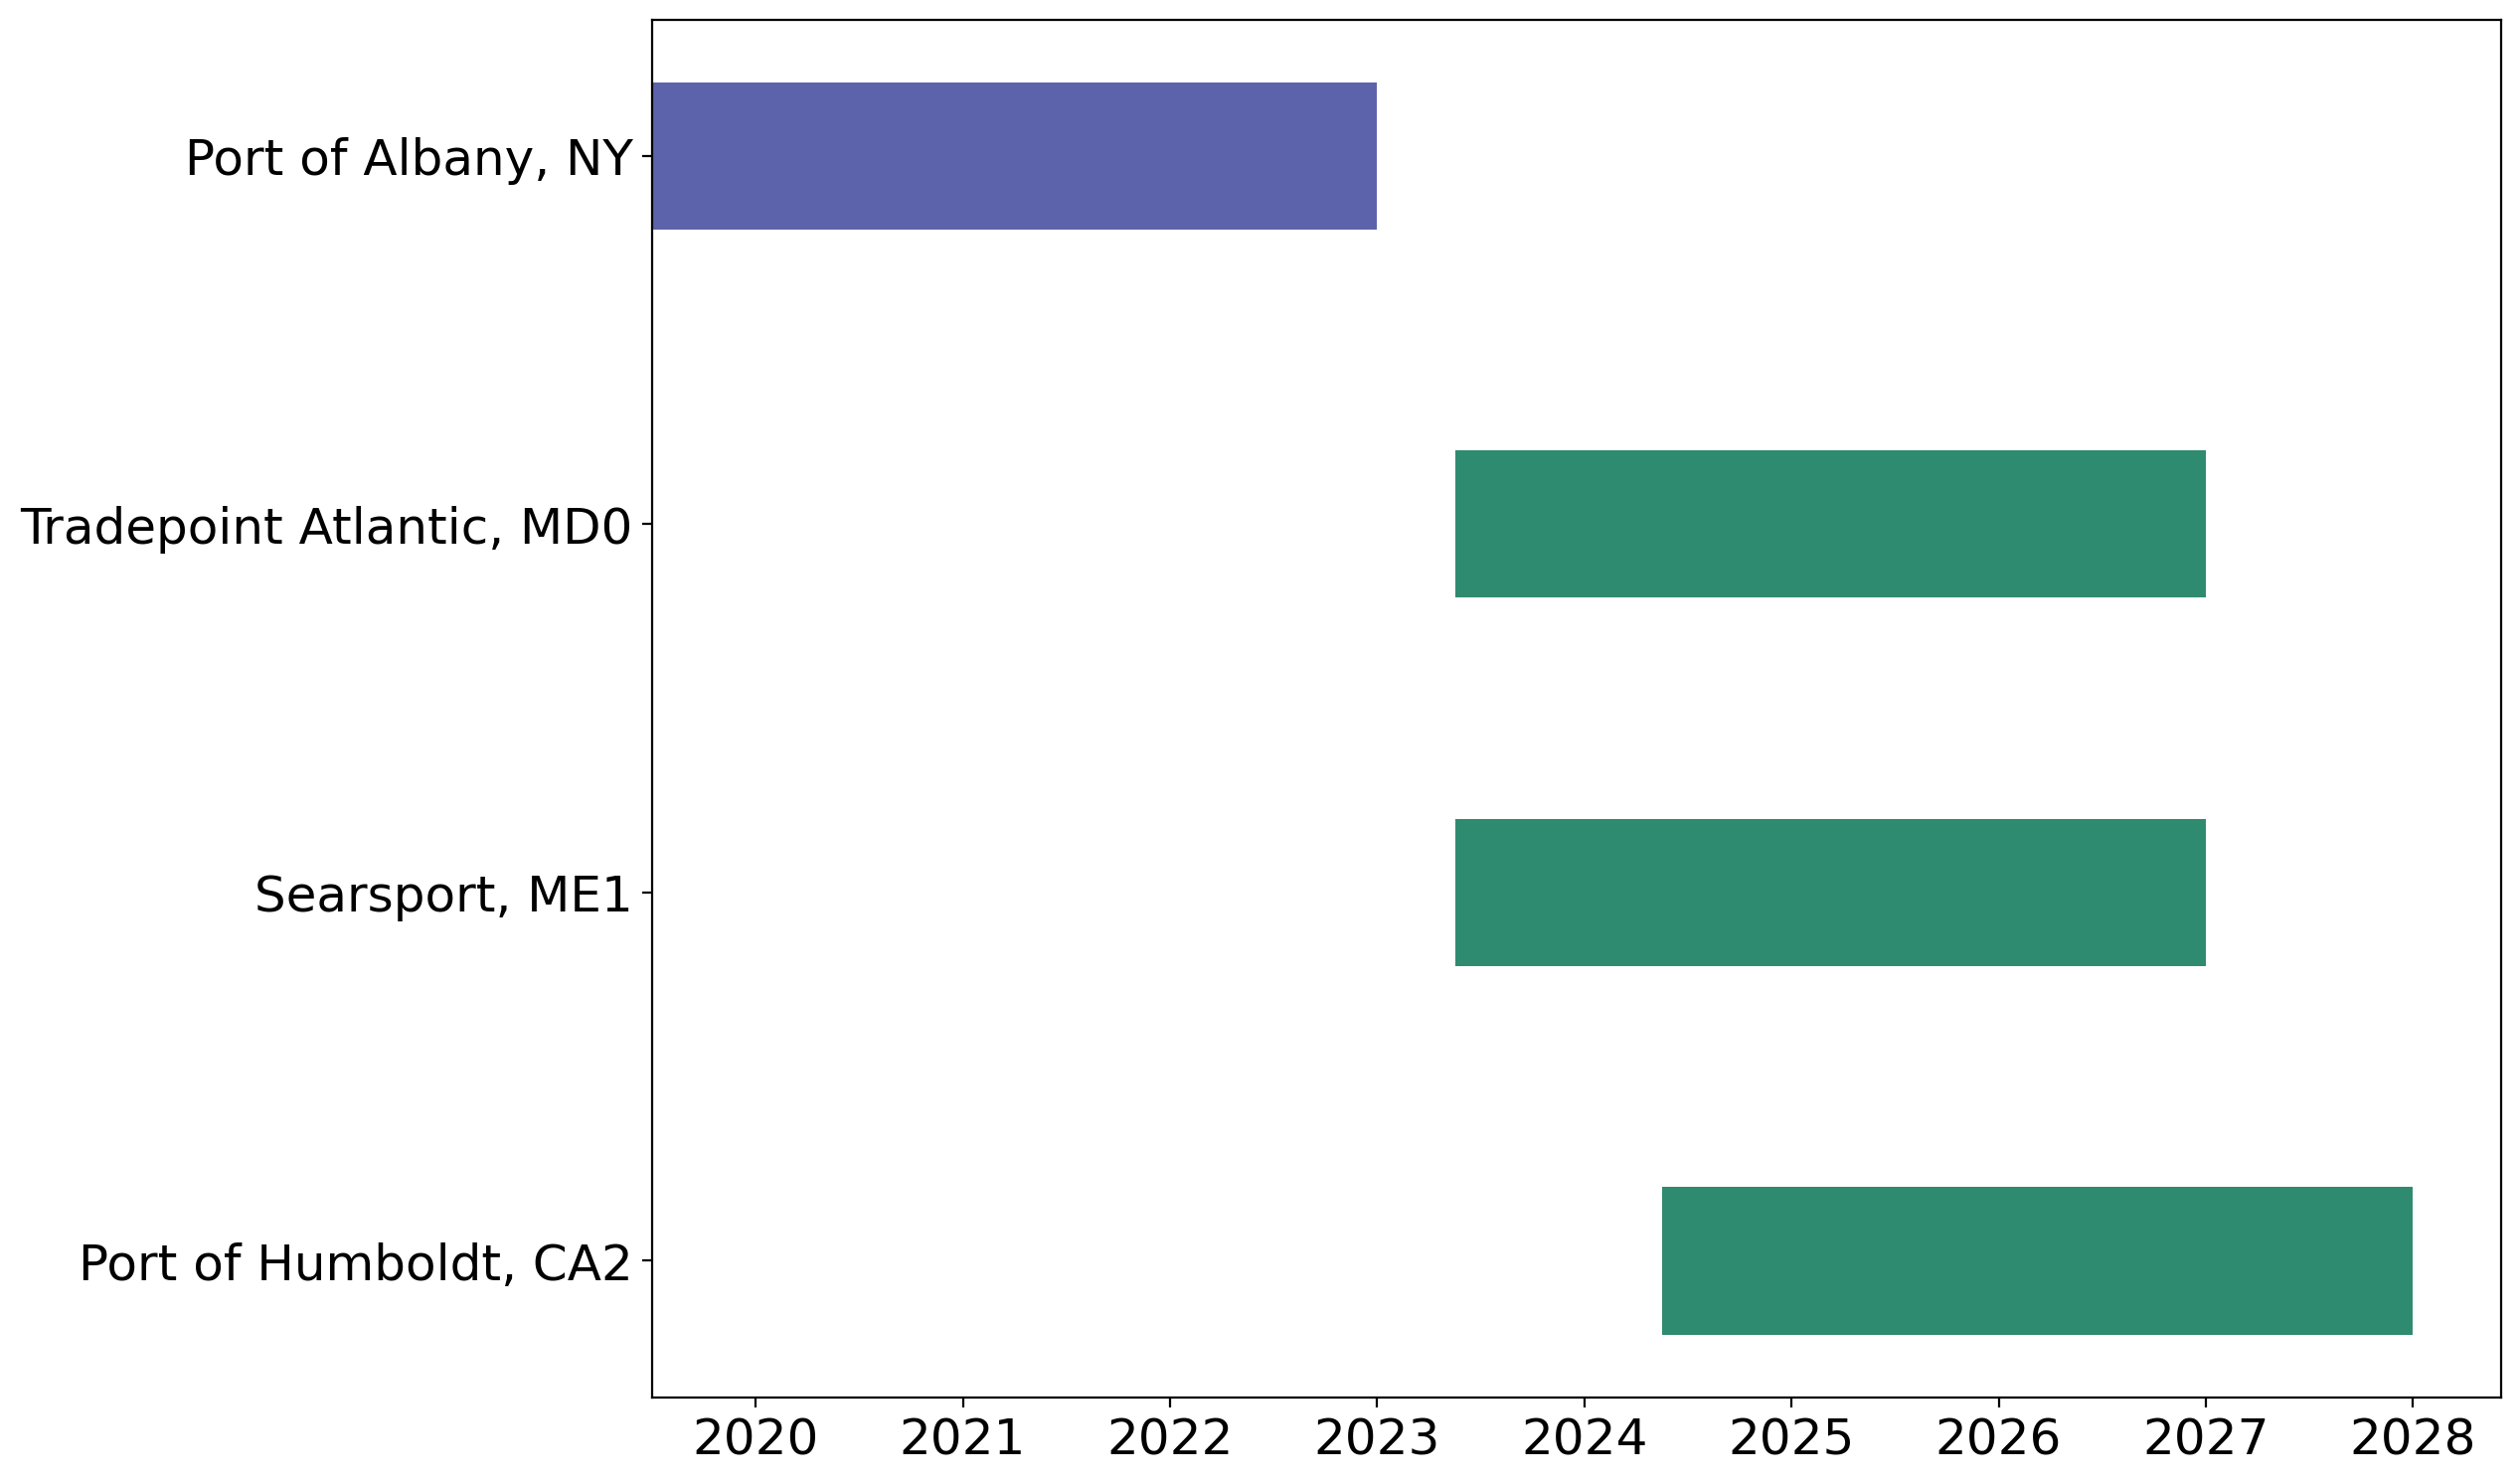 Port of Albany, NY
Tradepoint Atlantic, MD0
Searsport, ME1
Port of Humboldt, CA2
2020 2021 2022 2023 2024 2025 2026 2027 2028